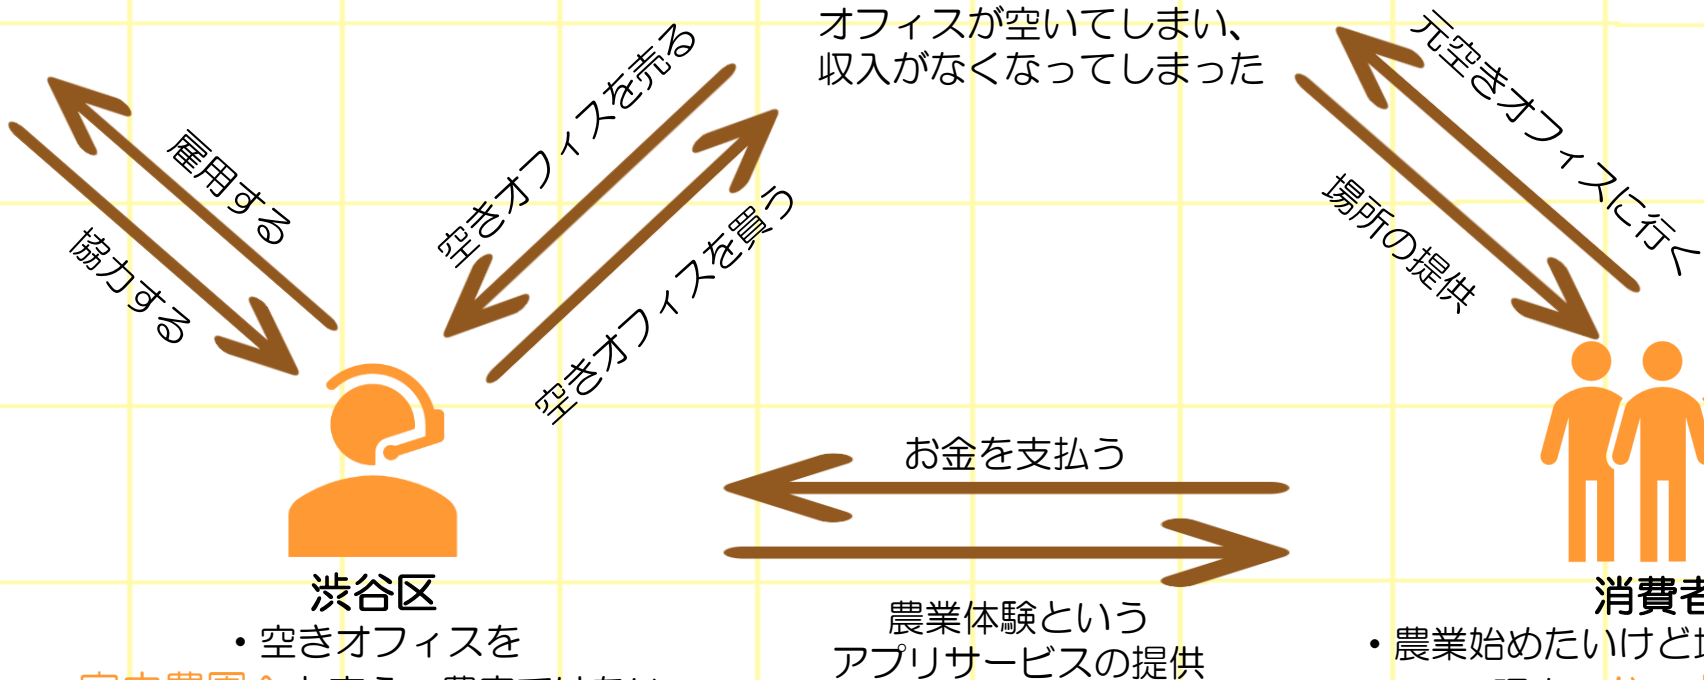 オフィスが空いてしまい、
収入がなくなってしまった
空きオフィスを売る
空きオフィスを買う
雇用する
協力する
元空きオフィスに行く
場所の提供
お金を支払う
農業体験という
アプリサービスの提供
渋谷区
・空きオフィスを
消費者
・農業始めたいけど